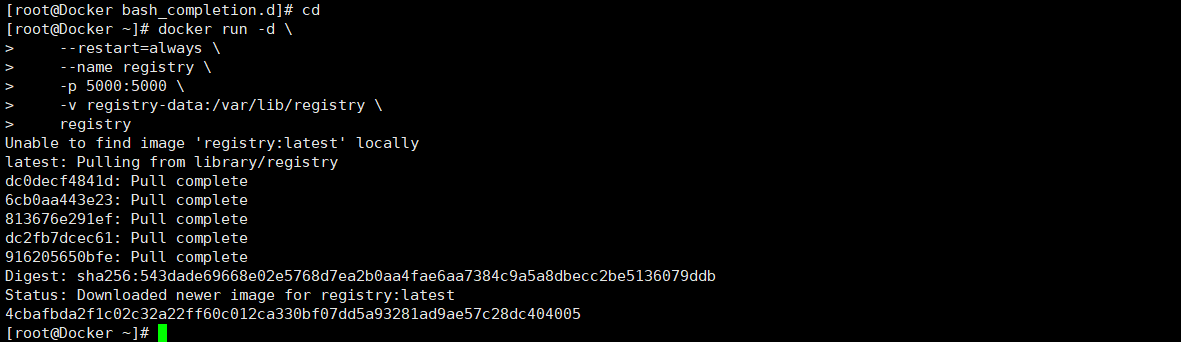 [root@Docker bash_completion.d]# cd
[root@Docker ~]# docker run -d \
>     --restart=always \
>     --name registry \
>     -p 5000:5000 \
>     -v registry-data:/var/lib/registry \
>     registry
Unable to find image 'registry:latest' locally
latest: Pulling from library/registry
dc0decf4841d: Pull complete
6cb0aa443e23: Pull complete
813676e291ef: Pull complete
dc2fb7dcec61: Pull complete
916205650bfe: Pull complete
Digest: sha256:543dade69668e02e5768d7ea2b0aa4fae6aa7384c9a5a8dbecc2be5136079ddb
Status: Downloaded newer image for registry:latest
4cbafbda2f1c02c32a22ff60c012ca330bf07dd5a93281ad9ae57c28dc404005
[root@Docker ~]#